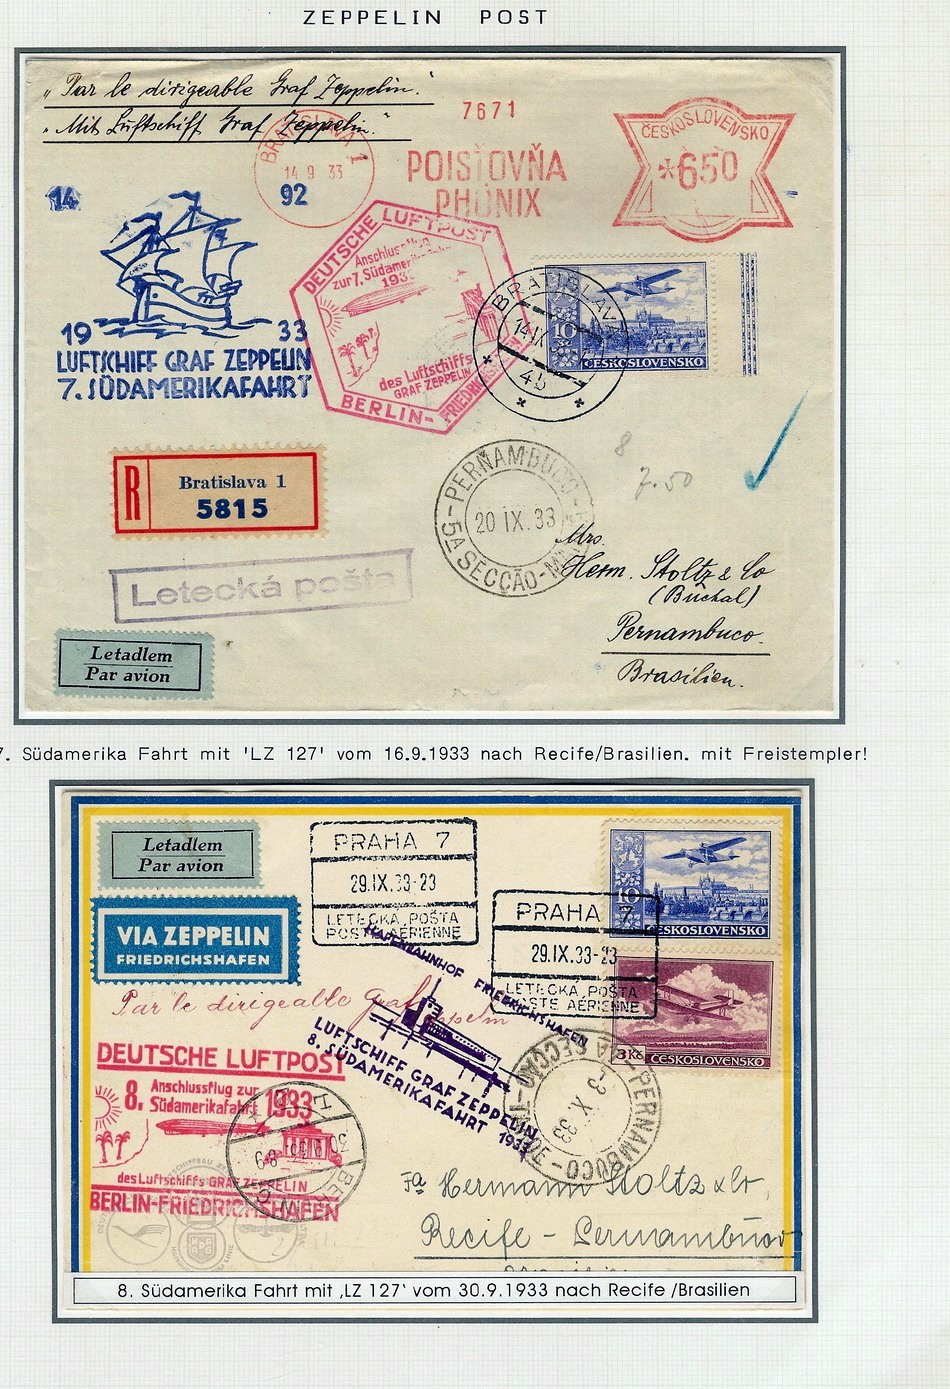 ZEPPELIN POST
"Par le dirigeable Graf Zeppelin."
"Mit Luftschiff Graf Zeppelin."
7671
BRATISLAVA 1
14 9 33
92
POISŤOVŇA
PHÖNIX
ČESKOSLOVENSKO
*650
14
19 33
LUFTSCHIFF GRAF ZEPPELIN
7. SÜDAMERIKAFAHRT
DEUTSCHE LUFTPOST
Anschlussflug
zur 7. Südamerikafahrt
1933
des Luftschiffs
GRAF ZEPPELIN
BERLIN-FRIEDRICHSHAFEN
BRATISLAVA
14 IX
4b
10
ČESKOSLOVENSKO
R
Bratislava 1
5815
8
7.50
PERNAMBUCO
20 IX.33
5A SECCÃO
Letecká pošta
Mrs.
Herm. Stoltz & Co
(Büchal)
Pernambuco.
Brasilien.
Letadlem
Par avion
7. Südamerika Fahrt mit 'LZ 127' vom 16.9.1933 nach Recife/Brasilien. mit Freistempler!
Letadlem
Par avion
PRAHA 7
29.IX.33-23
LETECKÁ POŠTA
POSTE AÉRIENNE
PRAHA 7
29.IX.33-23
LETECKÁ POŠTA
POSTE AÉRIENNE
10
ČESKOSLOVENSKO
VIA ZEPPELIN
FRIEDRICHSHAFEN
HAFENBAHNHOF FRIEDRICHSHAFEN
LUFTSCHIFF GRAF ZEPPELIN
8. SÜDAMERIKAFAHRT 1933
Par le dirigeable Graf Zeppelin
3 Kč
ČESKOSLOVENSKO
DEUTSCHE LUFTPOST
Anschlussflug zur
8. Südamerikafahrt 1933
des Luftschiffs GRAF ZEPPELIN
BERLIN-FRIEDRICHSHAFEN
BERLIN
PERNAMBUCO
3 X 33
Fa Hermann Stoltz & Co,
Recife - Pernambuco
8. Südamerika Fahrt mit ‚LZ 127‘ vom 30.9.1933 nach Recife /Brasilien